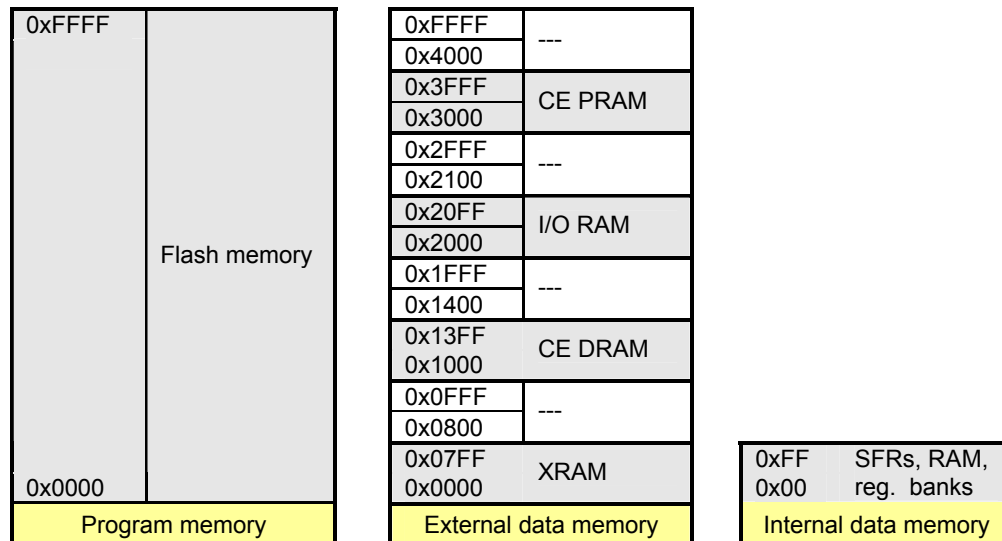 0xFFFF
Flash memory
0x0000
Program memory
0xFFFF
---
0x4000
0x3FFF
CE PRAM
0x3000
0x2FFF
---
0x2100
0x20FF
I/O RAM
0x2000
0x1FFF
---
0x1400
0x13FF
CE DRAM
0x1000
0x0FFF
---
0x0800
0x07FF
XRAM
0x0000
External data memory
0xFF SFRs, RAM,
0x00 reg. banks
Internal data memory